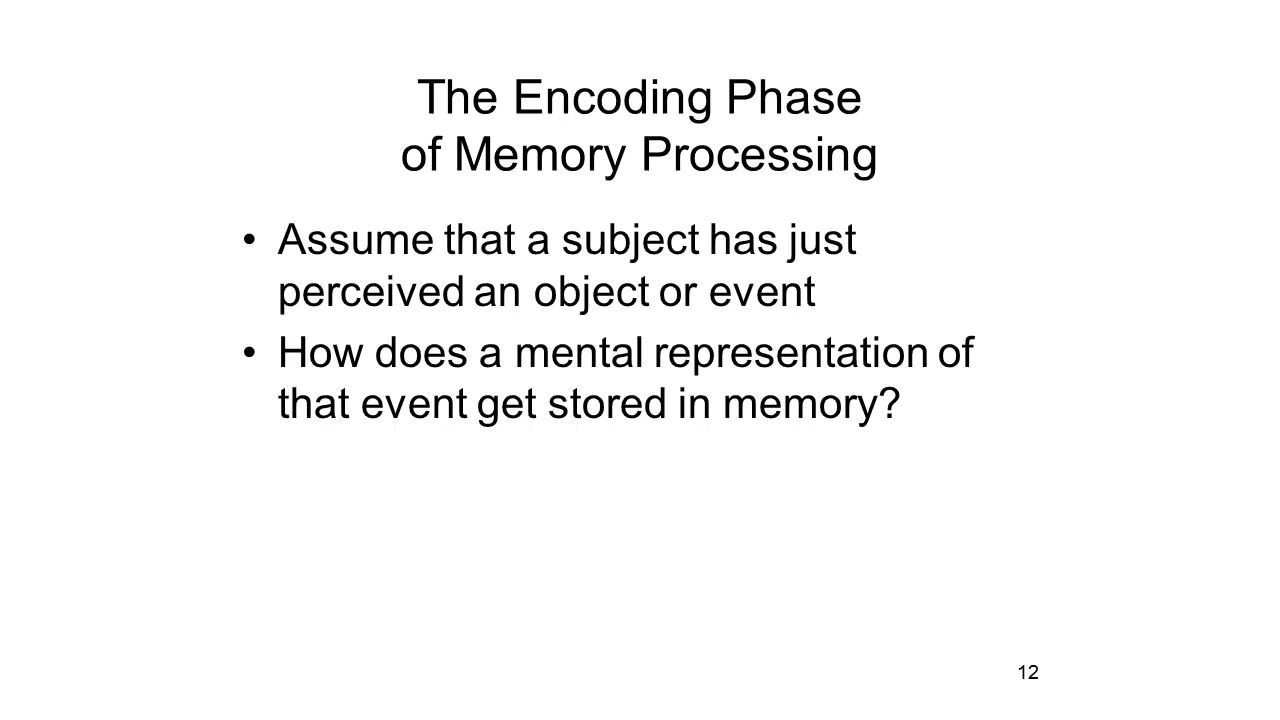 The Encoding Phase
of Memory Processing
• Assume that a subject has just
perceived an object or event
• How does a mental representation of
that event get stored in memory?
12